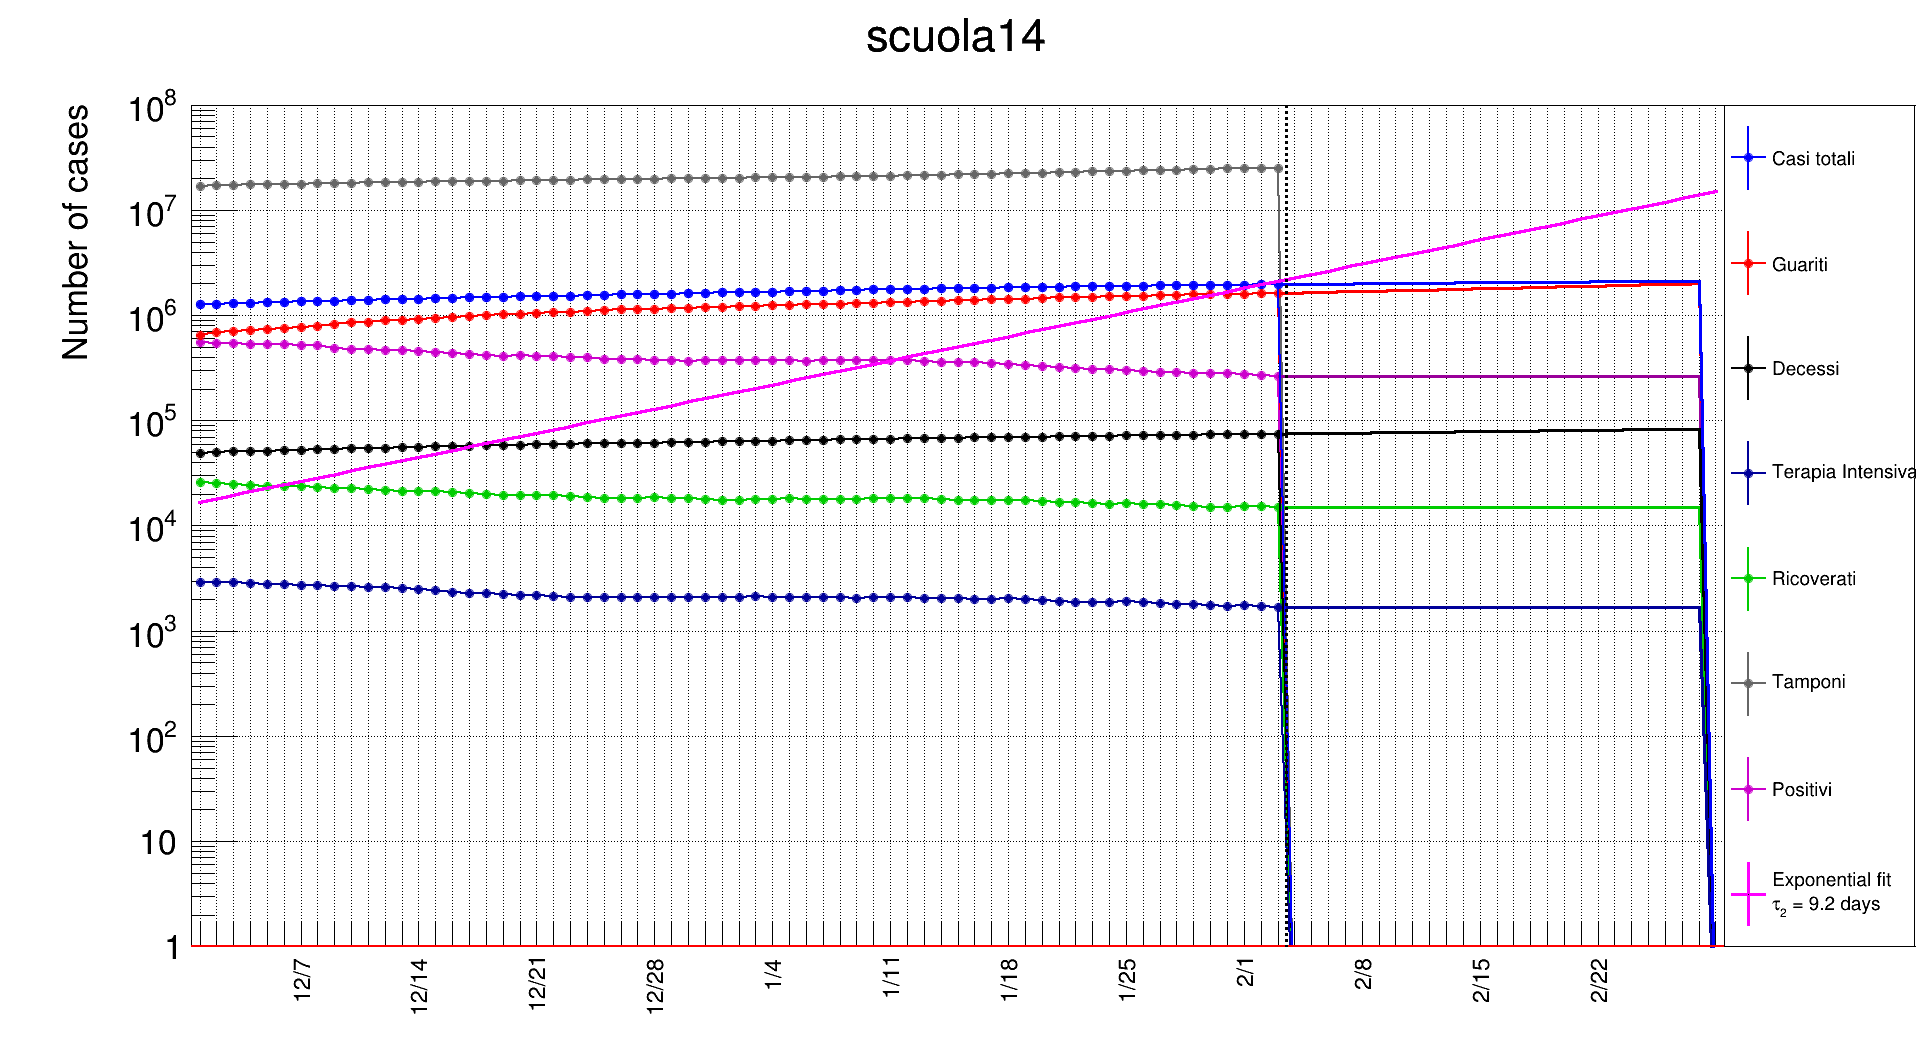 scuola14
Number of cases
10^8
10^7
10^6
10^5
10^4
10^3
10^2
10
1
12/7
12/14
12/21
12/28
1/4
1/11
1/18
1/25
2/1
2/8
2/15
2/22
Casi totali
Guariti
Decessi
Terapia Intensiva
Ricoverati
Tamponi
Positivi
Exponential fit
τ₂ = 9.2 days